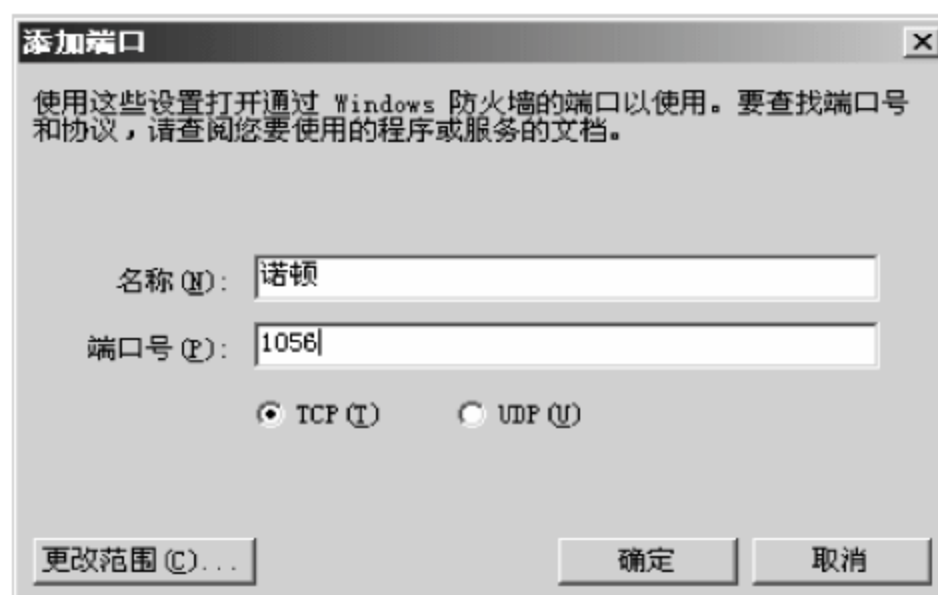 添加端口
使用这些设置打开通过 Windows 防火墙的端口以使用。要查找端口号
和协议，请查阅您要使用的程序或服务的文档。
名称(N): 诺顿
端口号(P): 1056
TCP(T) UDP(U)
更改范围(C)... 确定 取消